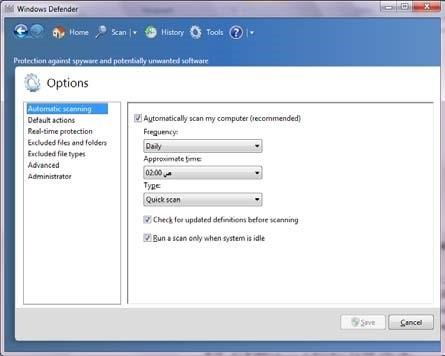 Windows Defender
Home Scan History Tools
Protection against spyware and potentially unwanted software
Options
Automatic scanning
Default actions
Real-time protection
Excluded files and folders
Excluded file types
Advanced
Administrator
Automatically scan my computer (recommended)
Frequency:
Daily
Approximate time:
02:00 ص
Type:
Quick scan
Check for updated definitions before scanning
Run a scan only when system is idle
Save Cancel